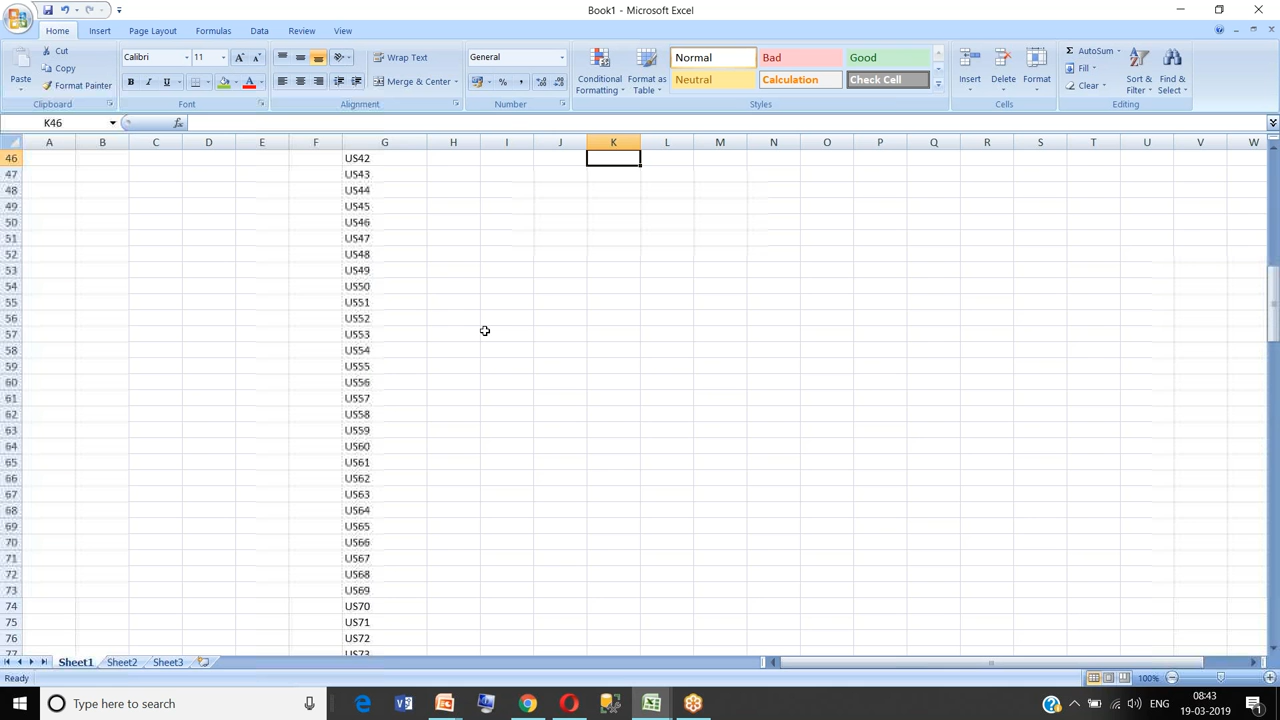 Book1 - Microsoft Excel
Home Insert Page Layout Formulas Data Review View
Cut Calibri 11 Wrap Text General Normal Bad Good AutoSum
Paste Copy Conditional Formatting Format as Table Insert Delete Format Fill Sort & Filter Find & Select
Format Painter B I U Merge & Center Neutral Calculation Check Cell Clear
Clipboard Font Alignment Number Styles Cells Editing
K46 fx
A B C D E F G H I J K L M N O P Q R S T U V W
46 US42
47 US43
48 US44
49 US45
50 US46
51 US47
52 US48
53 US49
54 US50
55 US51
56 US52
57 US53
58 US54
59 US55
60 US56
61 US57
62 US58
63 US59
64 US60
65 US61
66 US62
67 US63
68 US64
69 US65
70 US66
71 US67
72 US68
73 US69
74 US70
75 US71
76 US72
77 US73
Sheet1 Sheet2 Sheet3
Ready 100%
Type here to search ENG 08:43
19-03-2019